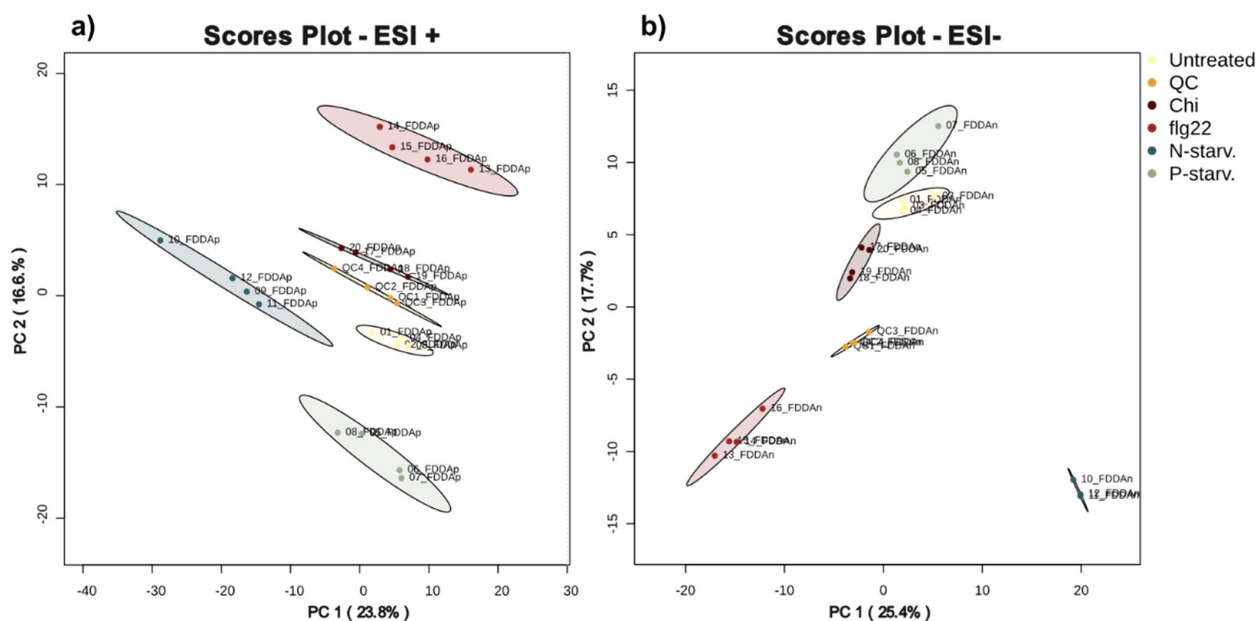 a)
Scores Plot - ESI +
20
10
0
-10
-20
-40
-30
-20
-10
0
10
20
30
PC 2 ( 16.6.% )
PC 1 ( 23.8% )
14_FDDAp
15_FDDAp
16_FDDAp
13_FDDAp
10_FDDAp
12_FDDAp
09_FDDAp
11_FDDAp
20_FDDAp
17_FDDAp
18_FDDAp
19_FDDAp
QC4_FDDAp
QC2_FDDAp
QC1_FDDAp
QC3_FDDAp
01_FDDAp
08_FDDAp
06_FDDAp
07_FDDAp
b)
Scores Plot - ESI-
15
10
5
0
-5
-10
-15
-20
-10
0
10
20
PC 2 ( 17.7% )
PC 1 ( 25.4% )
07_FDDAn
06_FDDAn
08_FDDAn
05_FDDAn
01_FDDAn
20_FDDAn
19_FDDAn
18_FDDAn
QC3_FDDAn
16_FDDAn
14_FDDAn
13_FDDAn
10_FDDAn
Untreated
QC
Chi
flg22
N-starv.
P-starv.